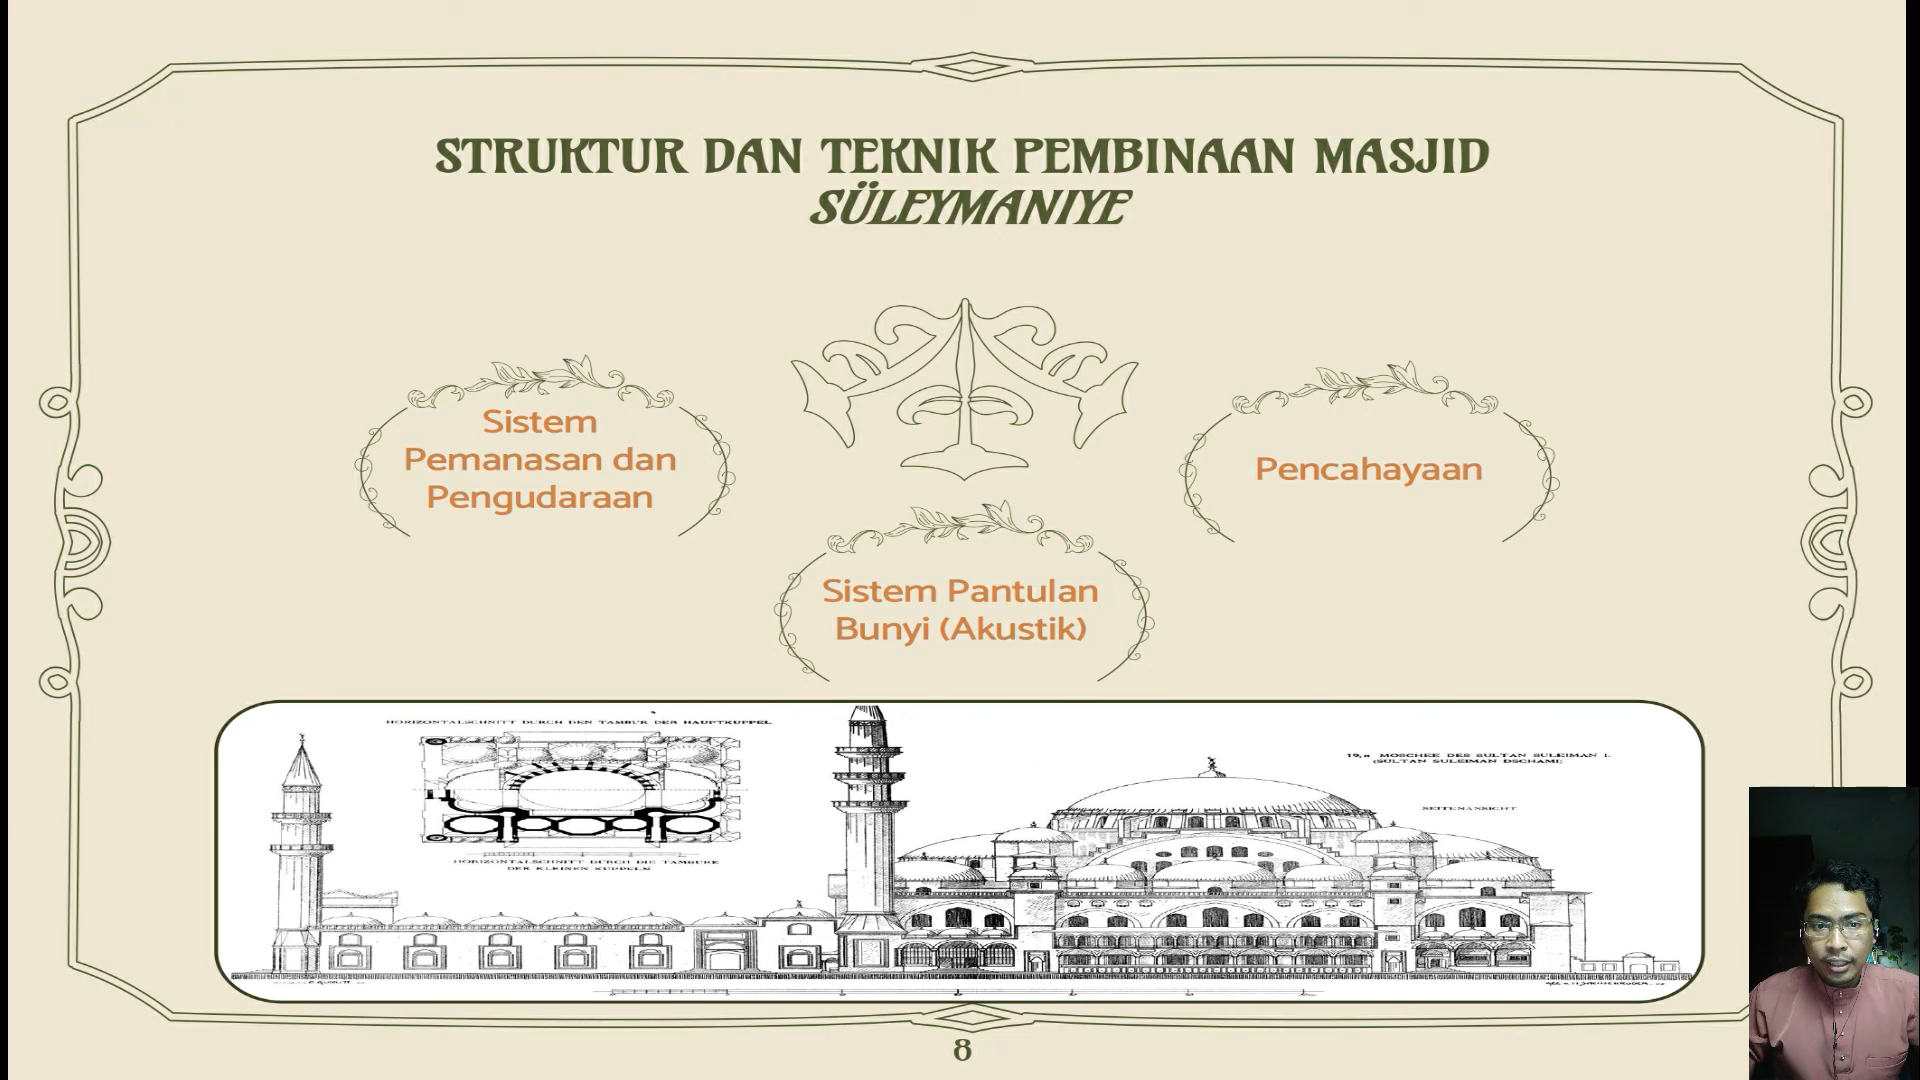 STRUKTUR DAN TEKNIK PEMBINAAN MASJID
SÜLEYMANIYE
Sistem
Pemanasan dan
Pengudaraan
Pencahayaan
Sistem Pantulan
Bunyi (Akustik)
HORIZONTALSCHNITT DURCH DEN TAMBUR DER HAUPTKUPPEL
19, a MOSCHEE DES SULTAN SULEIMAN I.
(SULTAN SULEIMAN DSCHAMI)
SEITENANSICHT
HORIZONTALSCHNITT DURCH DIE TAMBURE
DER KLEINEN KUPPELN
8